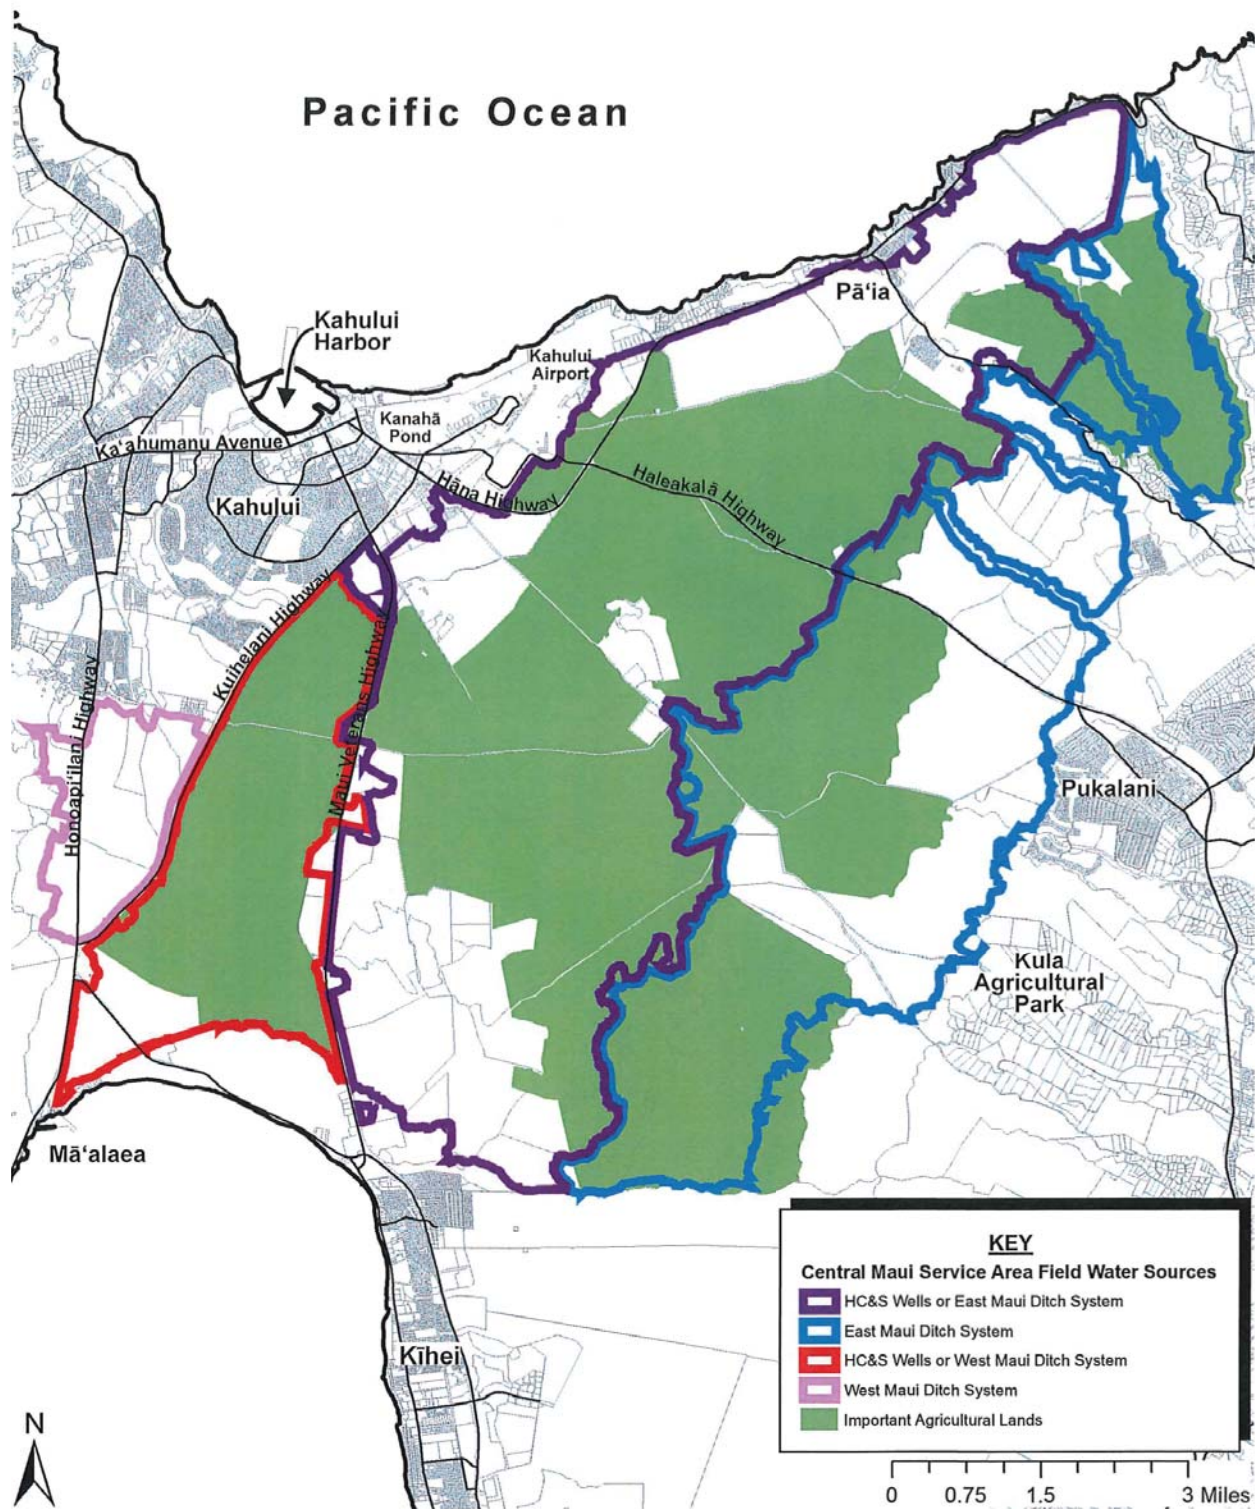 Pacific Ocean
Kahului
Harbor
Pā‘ia
Kahului
Airport
Kanahā
Pond
Ka‘ahumanu Avenue
Kahului
Hāna Highway
Haleakalā Highway
Kuihelani Highway
Honoapi‘ilani Highway
Maui Veterans Highway
Pukalani
Kula
Agricultural
Park
Mā‘alaea
Kīhei
KEY
Central Maui Service Area Field Water Sources
HC&S Wells or East Maui Ditch System
East Maui Ditch System
HC&S Wells or West Maui Ditch System
West Maui Ditch System
Important Agricultural Lands
N
0 0.75 1.5 3 Miles